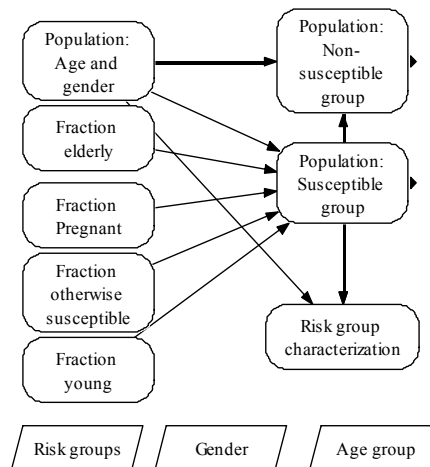 Population:
Age and
gender
Population:
Non-
susceptible
group
Fraction
elderly
Population:
Susceptible
group
Fraction
Pregnant
Fraction
otherwise
susceptible
Risk group
characterization
Fraction
young
Risk groups
Gender
Age group